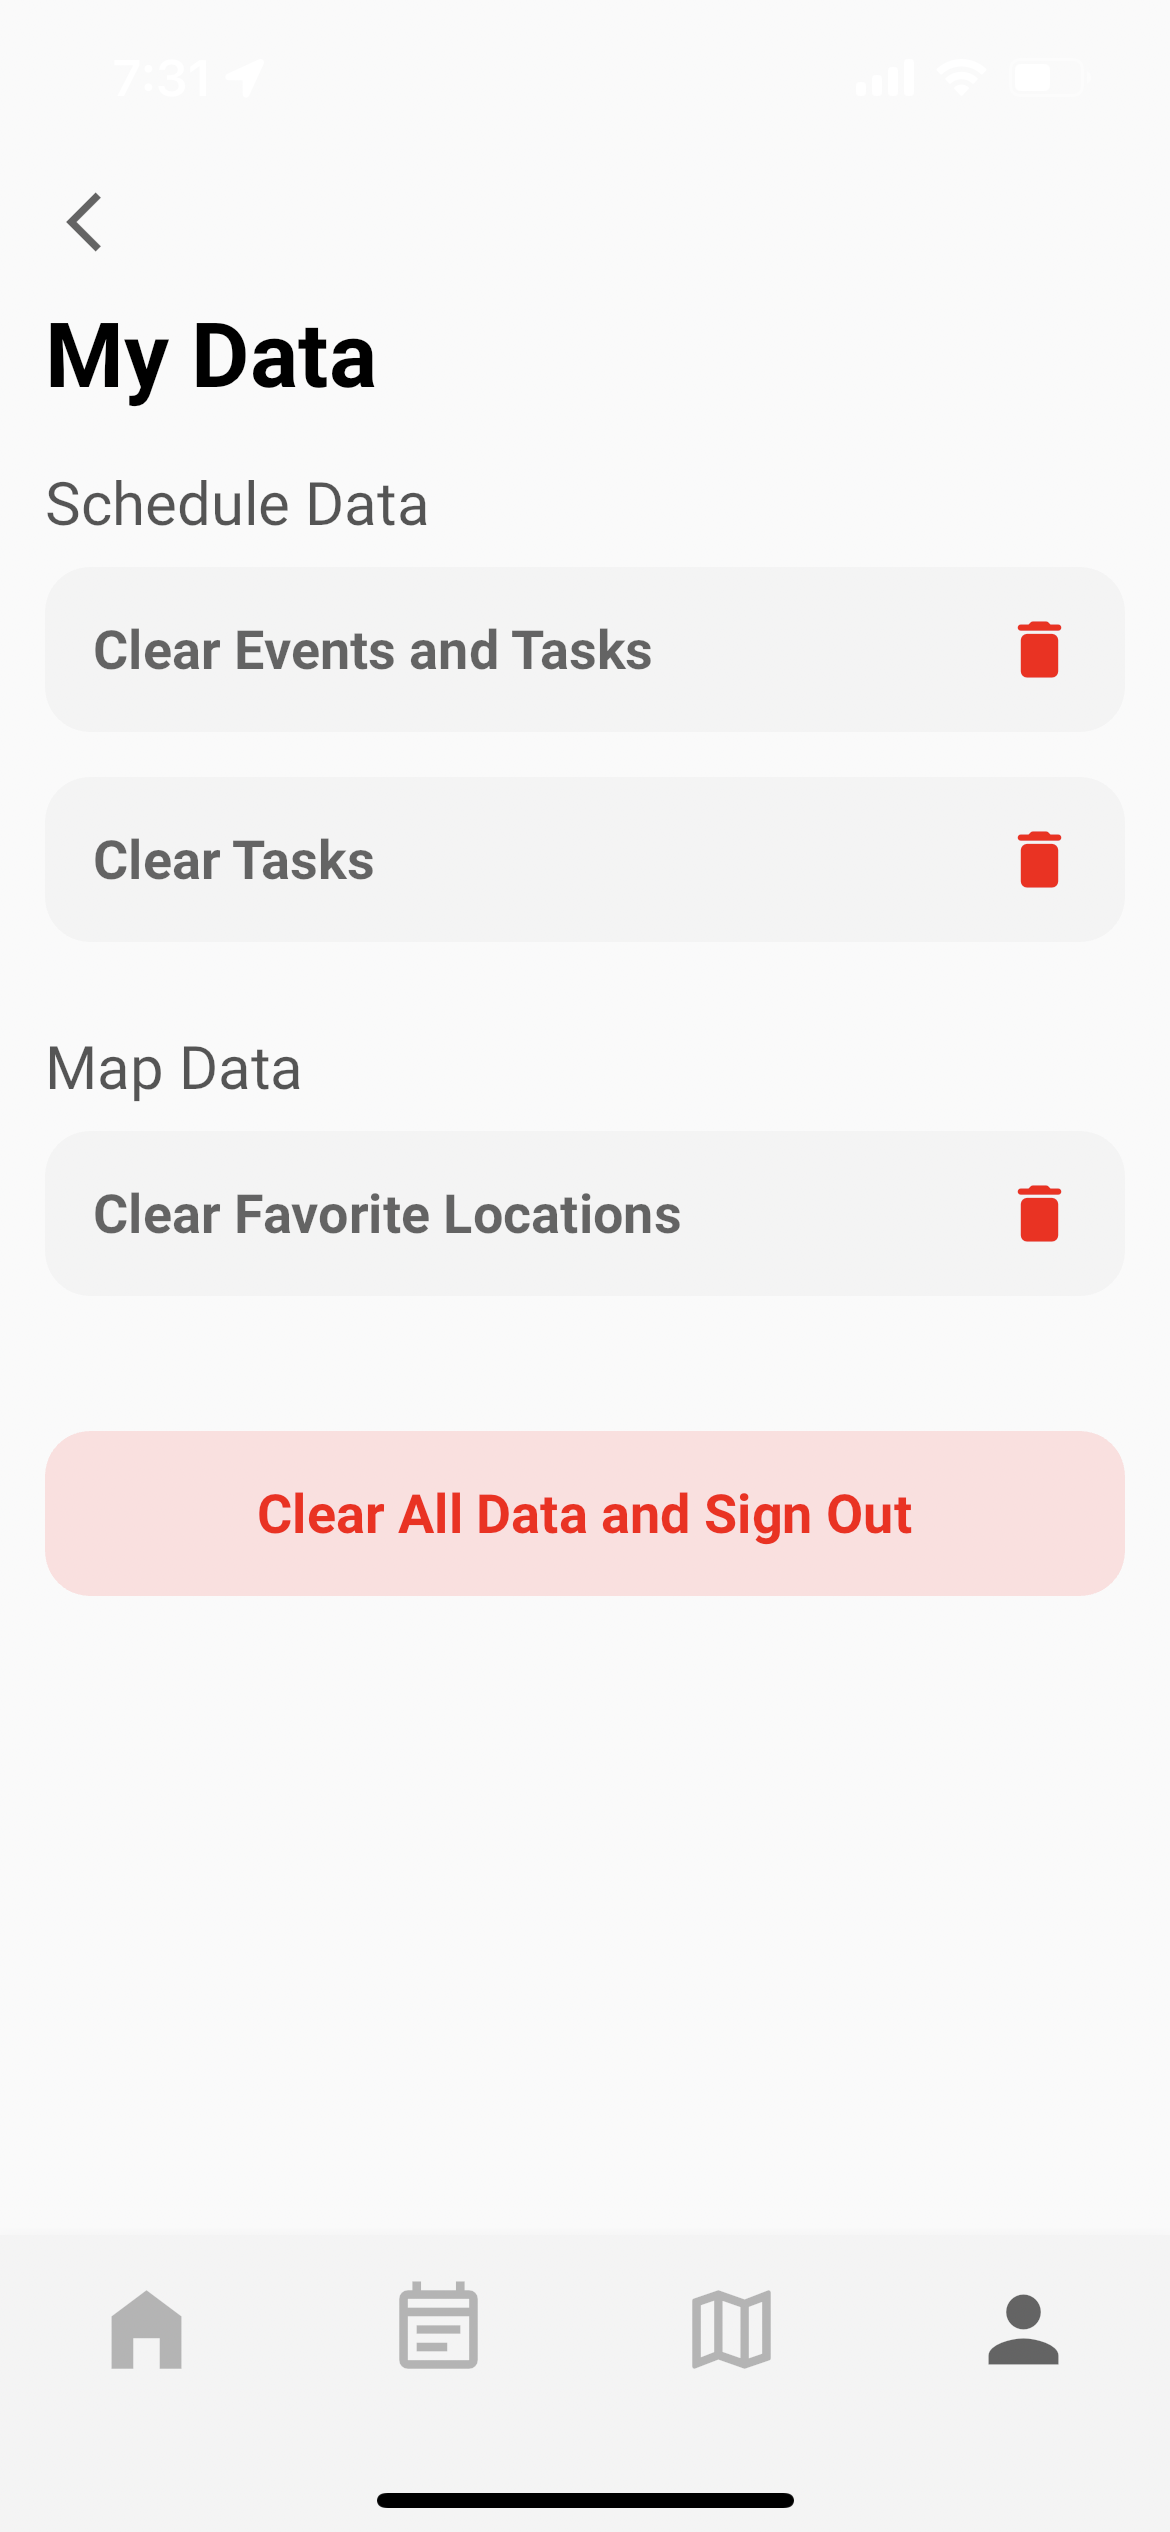 7:31
My Data
Schedule Data
Clear Events and Tasks
Clear Tasks
Map Data
Clear Favorite Locations
Clear All Data and Sign Out